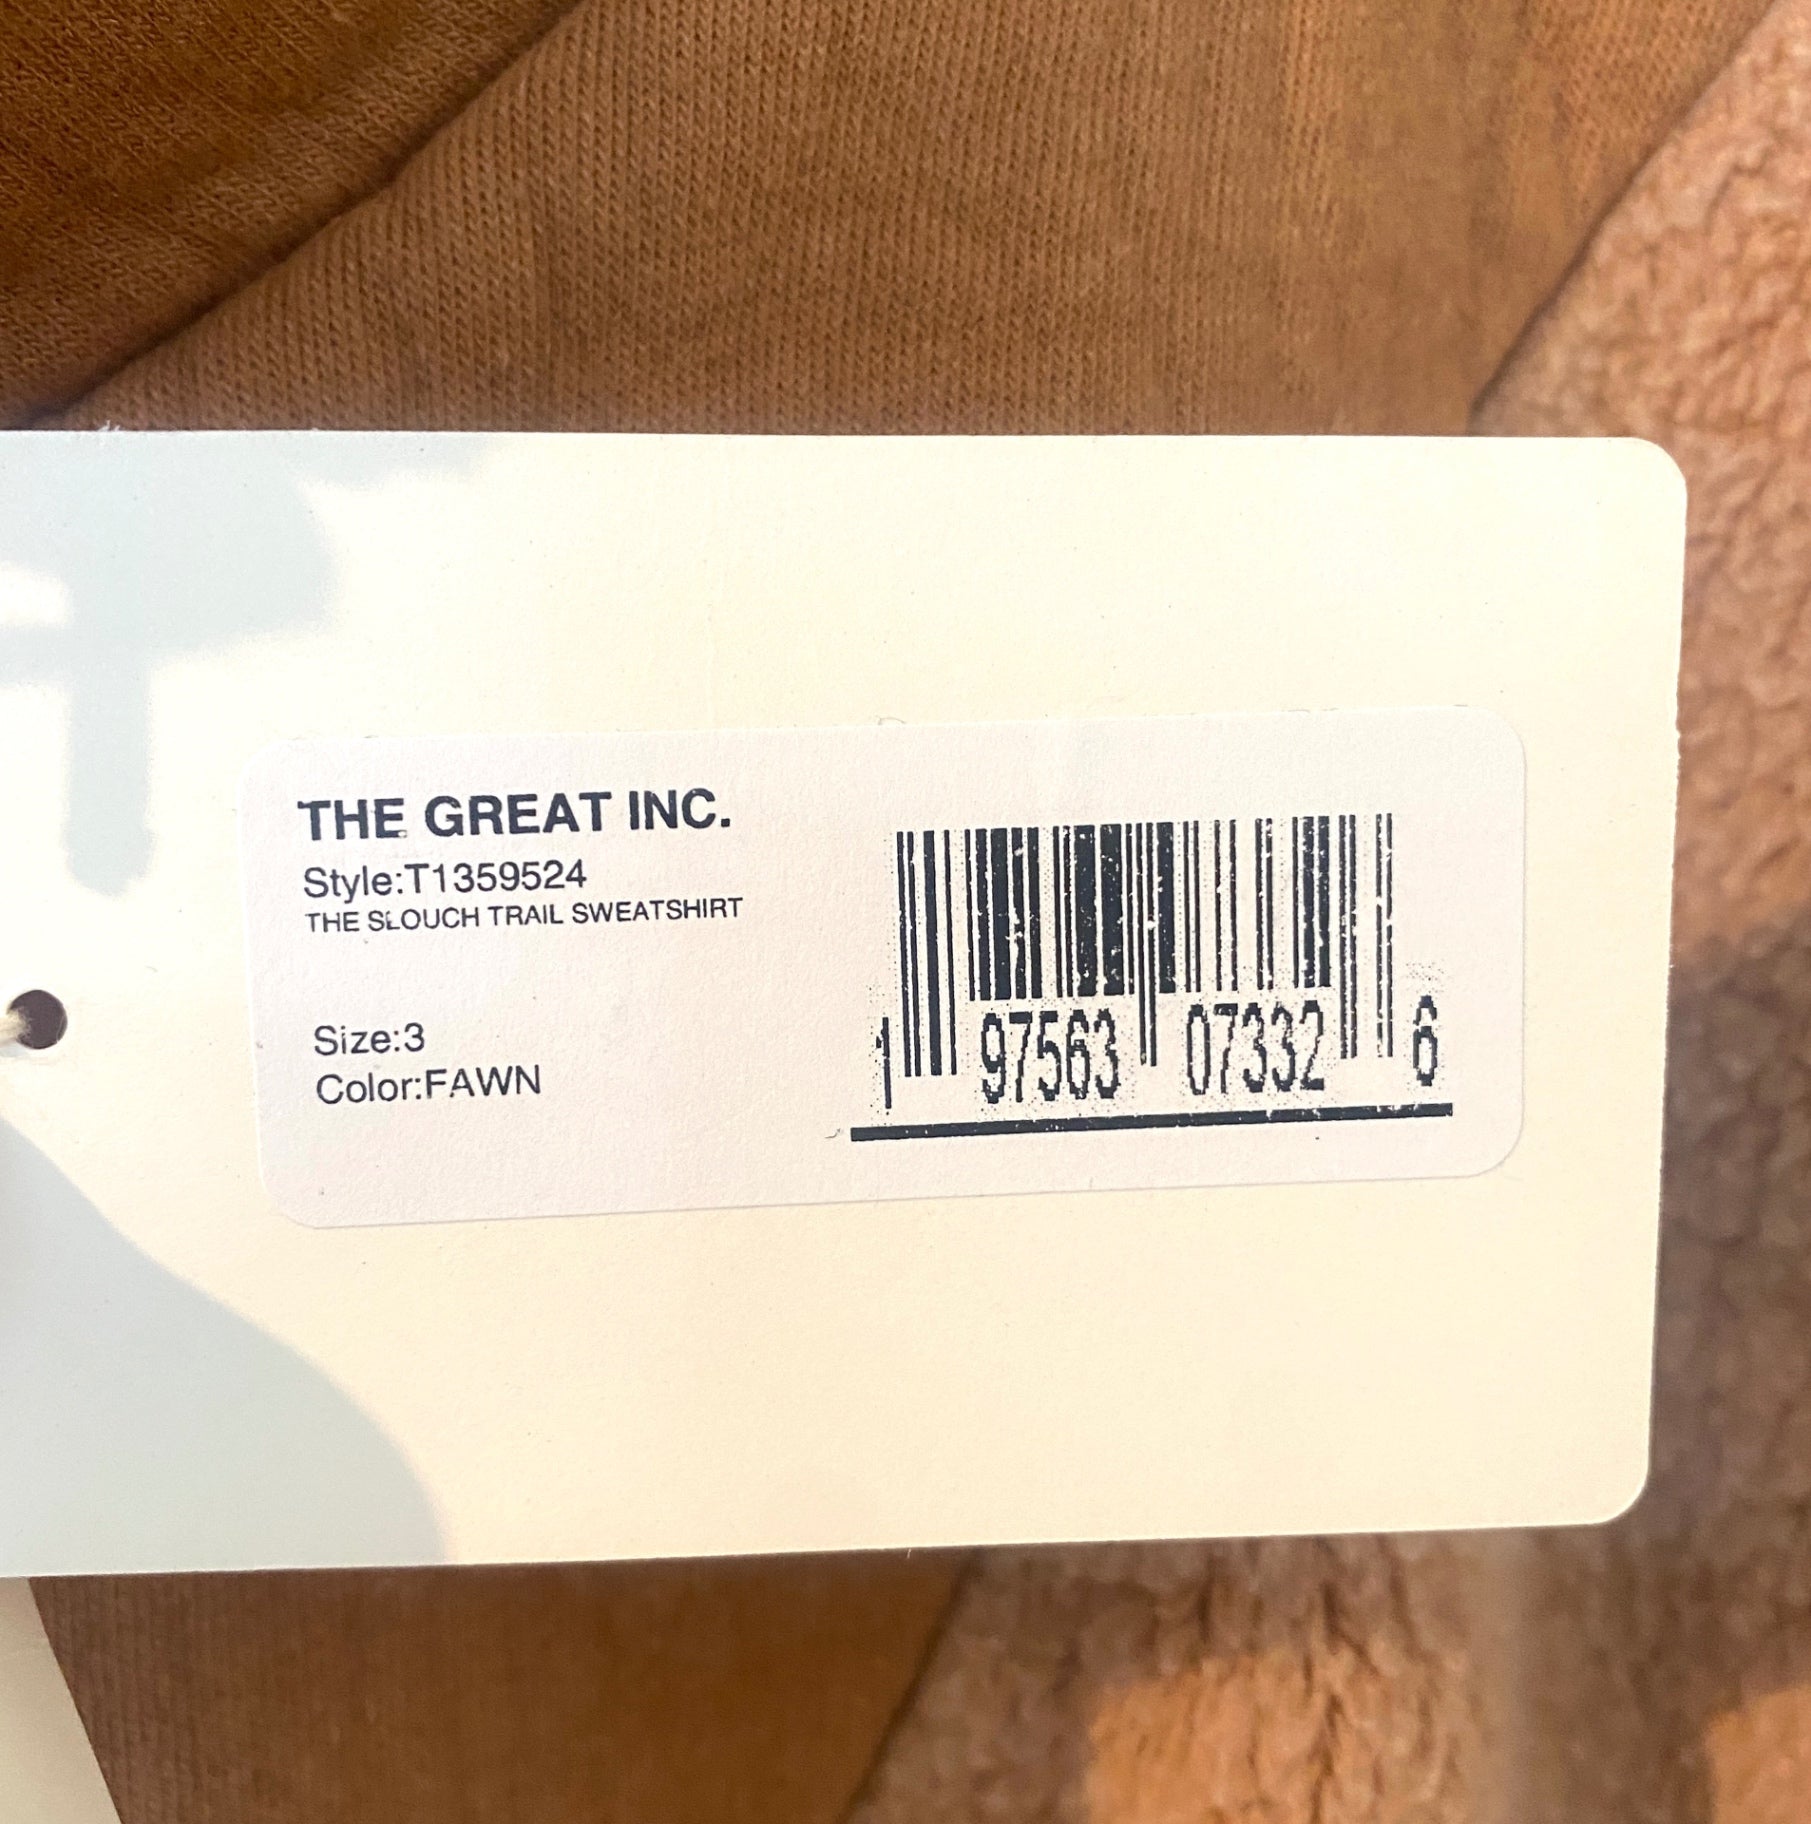 THE GREAT INC.
Style:T1359524
THE SLOUCH TRAIL SWEATSHIRT
Size:3
Color:FAWN
1 97563 07332 6